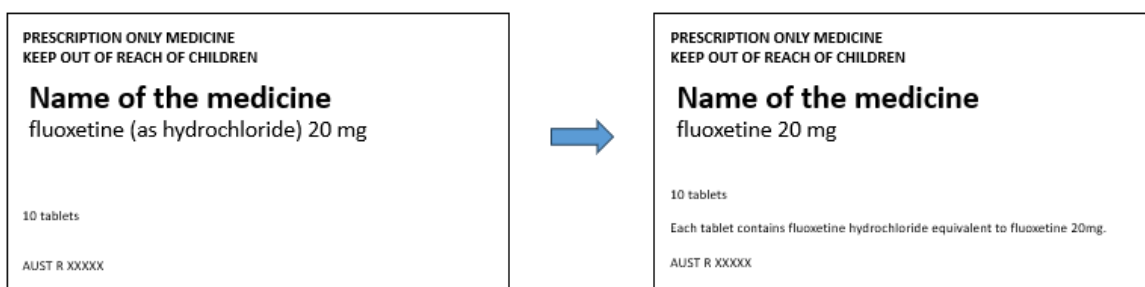 PRESCRIPTION ONLY MEDICINE
KEEP OUT OF REACH OF CHILDREN
Name of the medicine
fluoxetine (as hydrochloride) 20 mg
10 tablets
AUST R XXXXX
PRESCRIPTION ONLY MEDICINE
KEEP OUT OF REACH OF CHILDREN
Name of the medicine
fluoxetine 20 mg
10 tablets
Each tablet contains fluoxetine hydrochloride equivalent to fluoxetine 20mg.
AUST R XXXXX